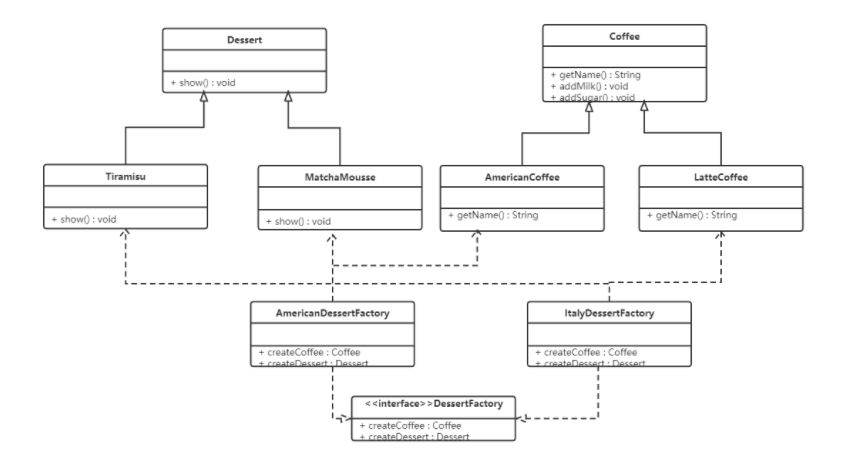 Dessert
+ show() : void
Coffee
+ getName() : String
+ addMilk() : void
+ addSugar() : void
Tiramisu
+ show() : void
MatchaMousse
+ show() : void
AmericanCoffee
+ getName() : String
LatteCoffee
+ getName() : String
AmericanDessertFactory
+ createCoffee : Coffee
+ createDessert : Dessert
ItalyDessertFactory
+ createCoffee : Coffee
+ createDessert : Dessert
<<interface>>DessertFactory
+ createCoffee : Coffee
+ createDessert : Dessert